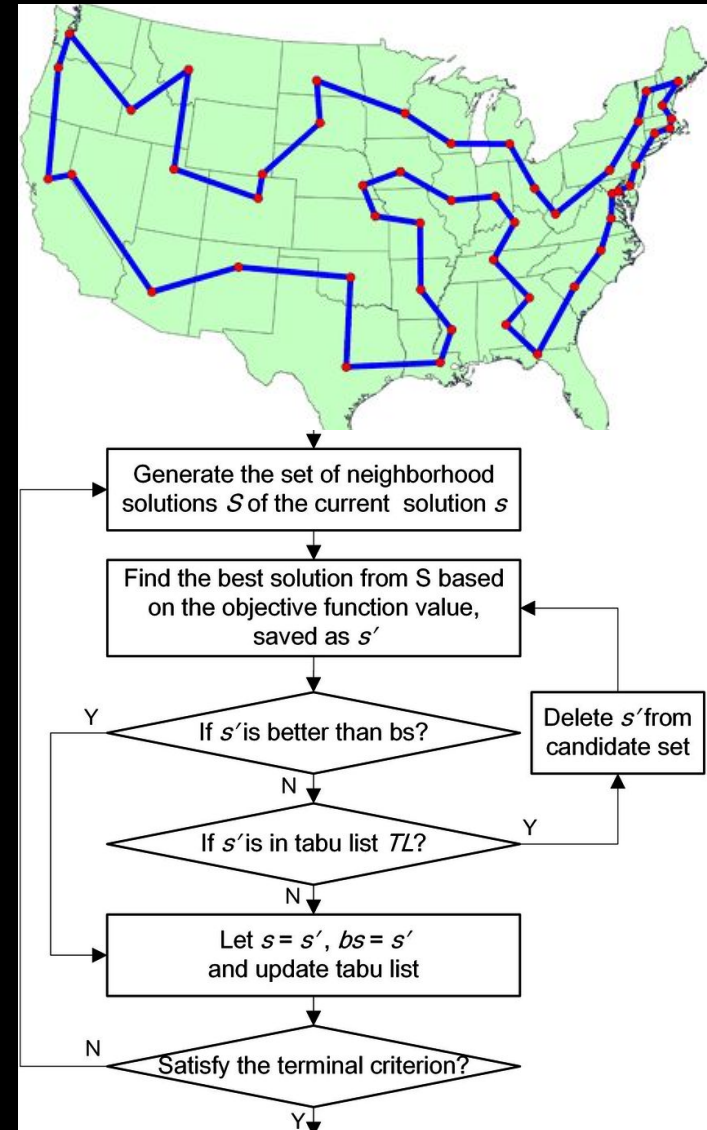 Generate the set of neighborhood
solutions S of the current solution s
Find the best solution from S based
on the objective function value,
saved as s′
Y
If s′ is better than bs?
Delete s′ from
candidate set
N
If s′ is in tabu list TL?
Y
N
Let s = s′, bs = s′
and update tabu list
N
Satisfy the terminal criterion?
Y